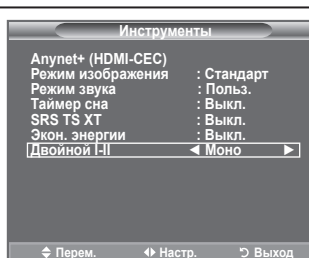 Инструменты
Anynet+ (HDMI-CEC)
Режим изображения : Стандарт
Режим звука : Польз.
Таймер сна : Выкл.
SRS TS XT : Выкл.
Экон. энергии : Выкл.
Двойной I-II ◄ Моно ►
Перем. Настр. Выход